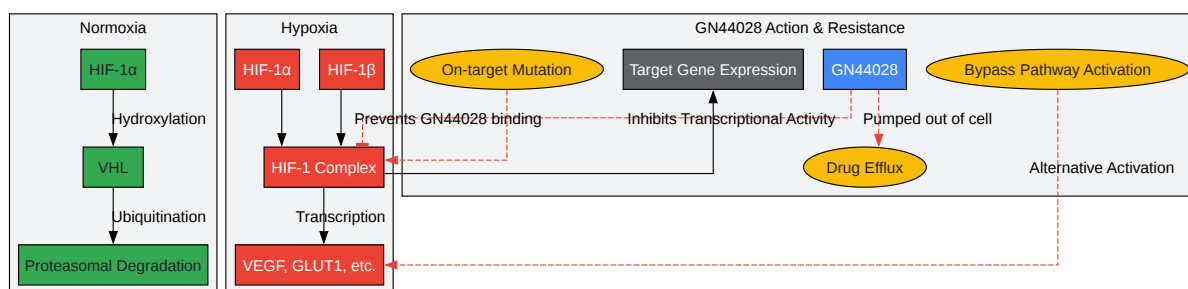 Normoxia
Hypoxia
GN44028 Action & Resistance
HIF-1α
HIF-1α
HIF-1β
On-target Mutation
Target Gene Expression
GN44028
Bypass Pathway Activation
Hydroxylation
Prevents GN44028 binding
Inhibits Transcriptional Activity
Pumped out of cell
VHL
HIF-1 Complex
Drug Efflux
Alternative Activation
Ubiquitination
Transcription
Proteasomal Degradation
VEGF, GLUT1, etc.